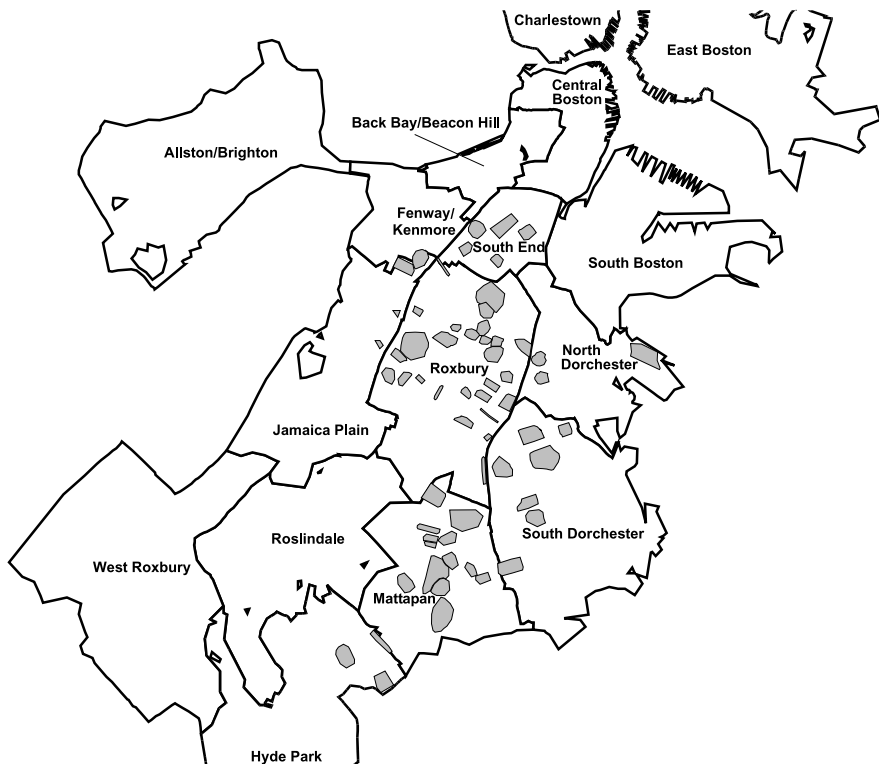 Charlestown
East Boston
Central
Boston
Back Bay/Beacon Hill
Allston/Brighton
Fenway/
Kenmore
South End
South Boston
North
Dorchester
Roxbury
Jamaica Plain
South Dorchester
Roslindale
West Roxbury
Mattapan
Hyde Park